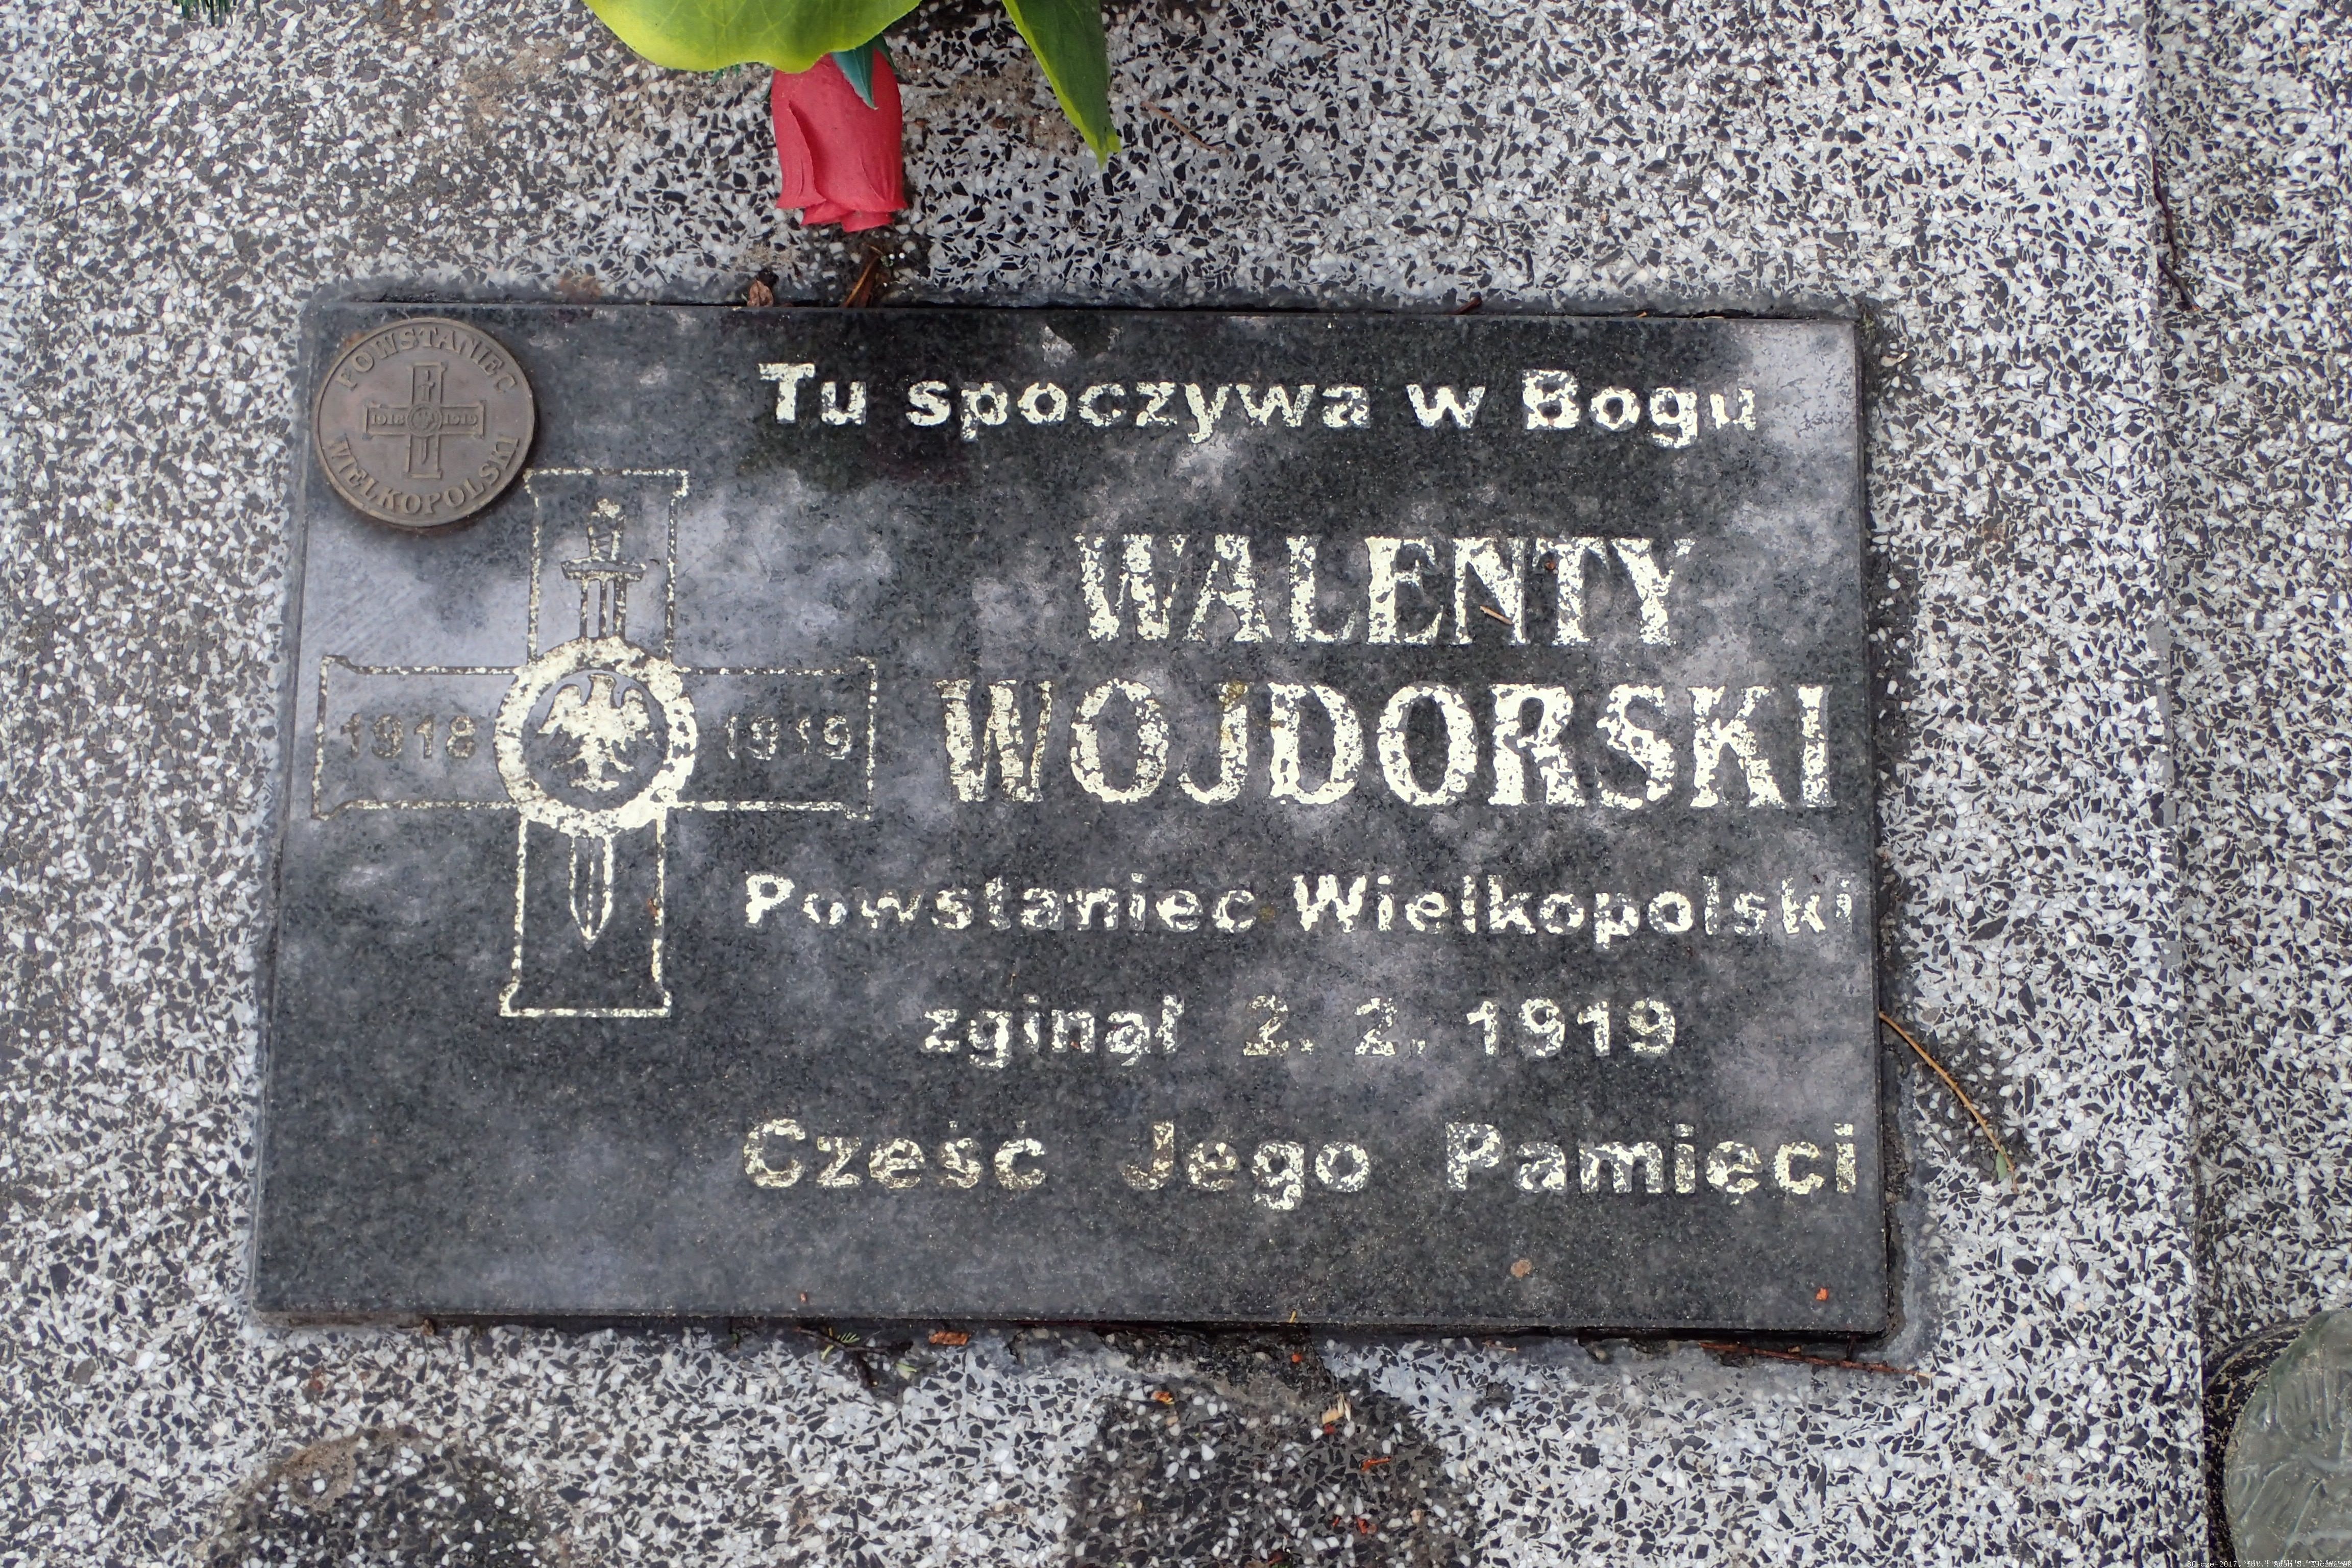 POWSTANIEC
1918 1919
WIELKOPOLSKI
Tu spoczywa w Bogu
WALENTY
WOJDORSKI
1918 1919
Powstaniec Wielkopolski
zginął 2. 2. 1919
Cześć Jego Pamieci